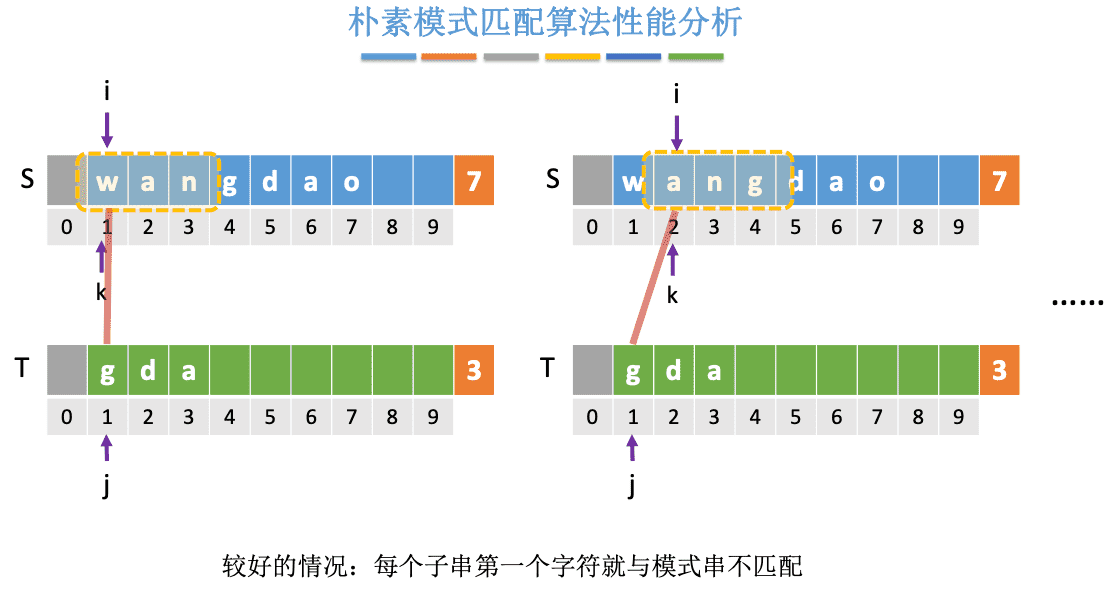 朴素模式匹配算法性能分析
i i
S w a n g d a o 7 S w a n g d a o 7
0 1 2 3 4 5 6 7 8 9 0 1 2 3 4 5 6 7 8 9
k k
……
T g d a 3 T g d a 3
0 1 2 3 4 5 6 7 8 9 0 1 2 3 4 5 6 7 8 9
j j
较好的情况：每个子串第一个字符就与模式串不匹配